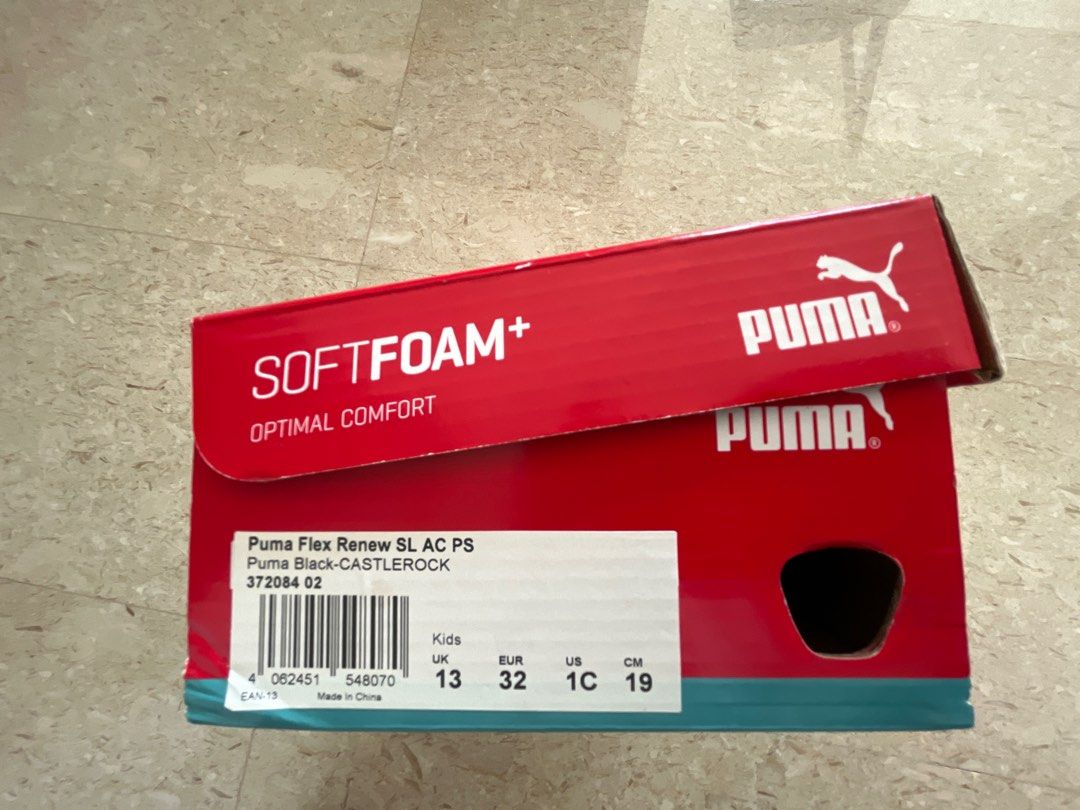 SOFTFOAM+
OPTIMAL COMFORT
PUMA®
PUMA®
Puma Flex Renew SL AC PS
Puma Black-CASTLEROCK
372084 02
Kids
UK EUR US CM
13 32 1C 19
4 062451 548070
EAN-13 Made in China